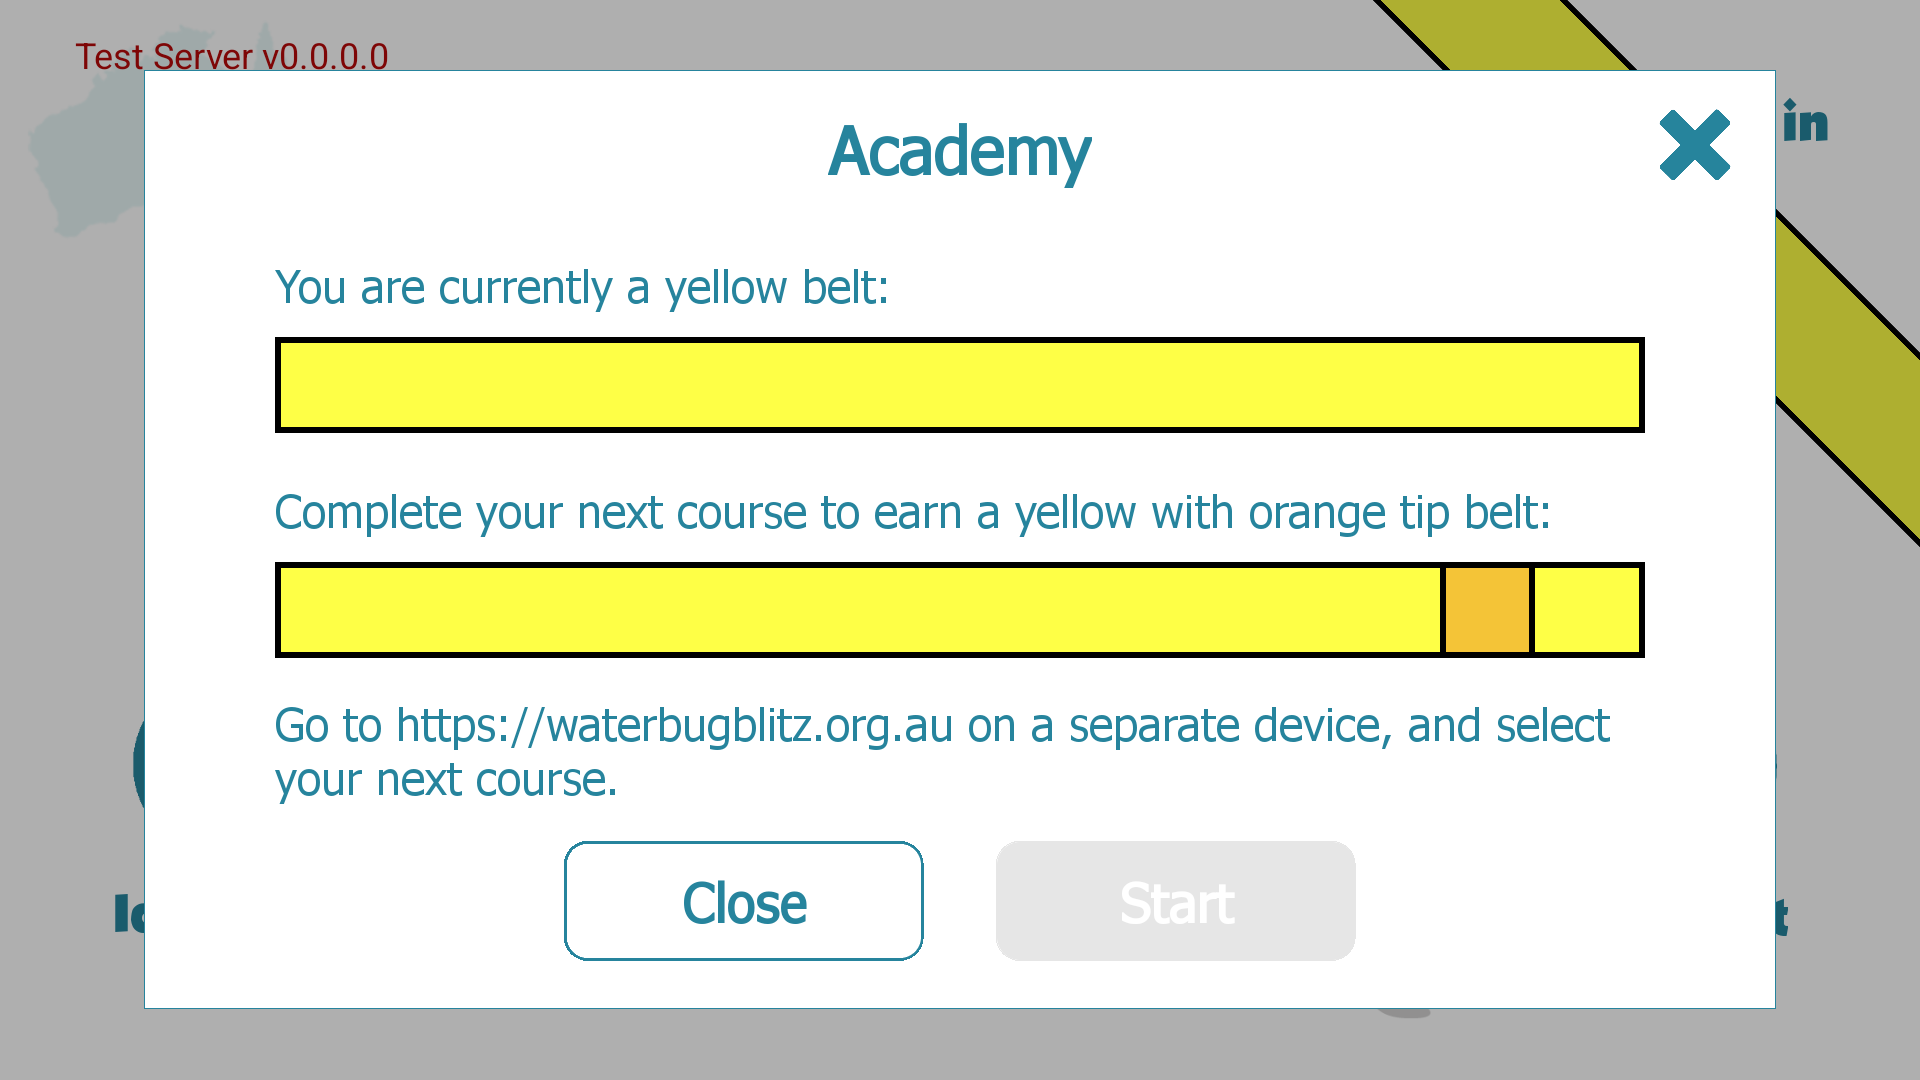 Test Server v0.0.0.0
in
Academy
You are currently a yellow belt:
Complete your next course to earn a yellow with orange tip belt:
Go to https://waterbugblitz.org.au on a separate device, and select
your next course.
Close
Start